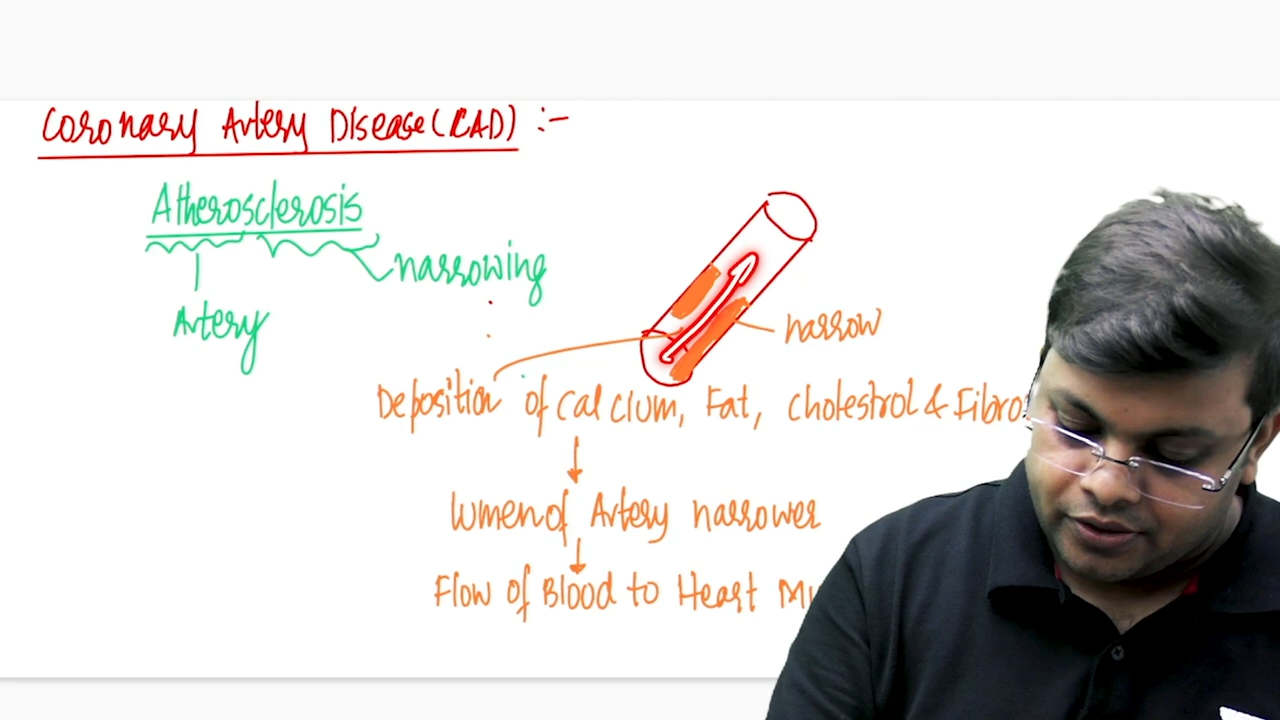 Coronary Artery Disease (CAD) :-
Atherosclerosis
narrowing
Artery
narrow
Deposition of calcium, Fat, cholestrol & Fibro
Lumen of Artery narrower
Flow of Blood to Heart Mu